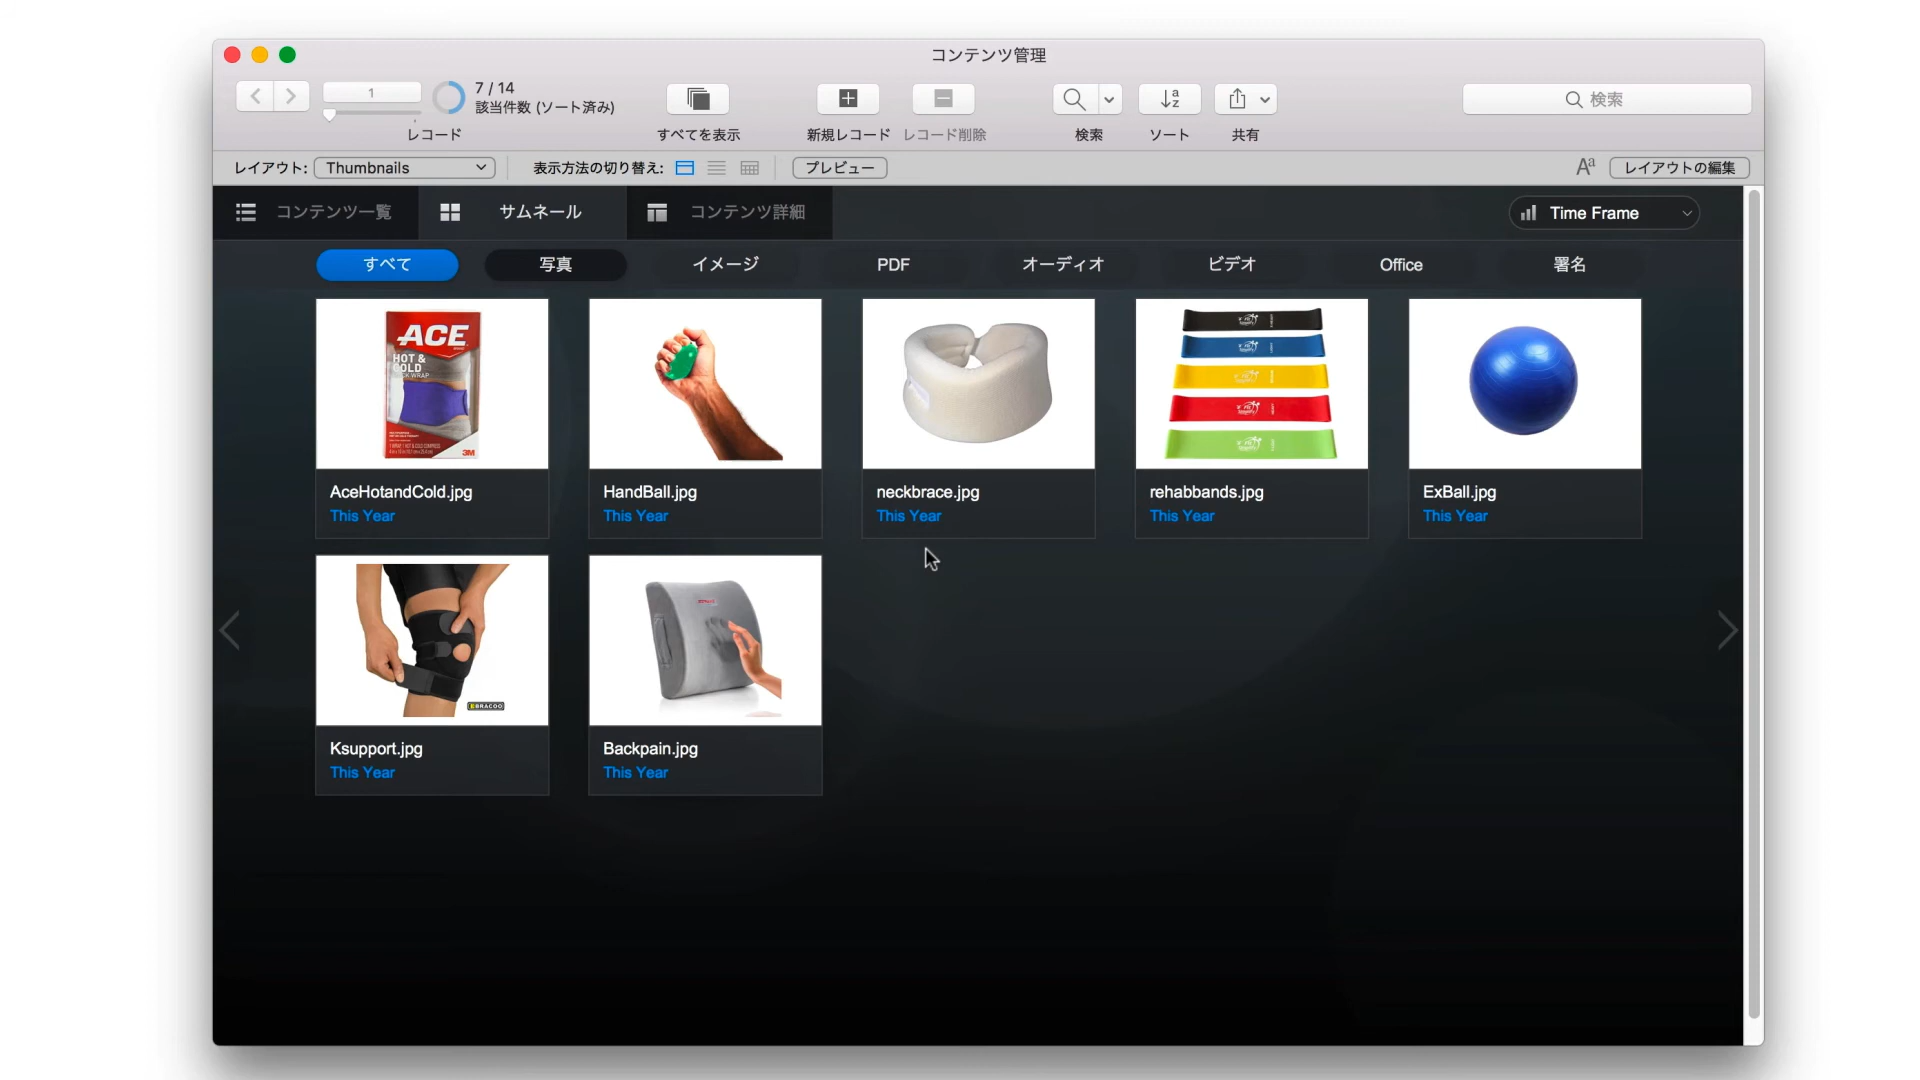 コンテンツ管理
1
7 / 14
該当件数 (ソート済み)
レコード
すべてを表示
新規レコード
レコード削除
検索
ソート
共有
検索
レイアウト:
Thumbnails
表示方法の切り替え:
プレビュー
Aa
レイアウトの編集
コンテンツ一覧
サムネール
コンテンツ詳細
Time Frame
すべて
写真
イメージ
PDF
オーディオ
ビデオ
Office
署名
ACE
HOT &
COLD
3M
AceHotandCold.jpg
This Year
HandBall.jpg
This Year
neckbrace.jpg
This Year
rehabbands.jpg
This Year
ExBall.jpg
This Year
BRACOO
Ksupport.jpg
This Year
Backpain.jpg
This Year